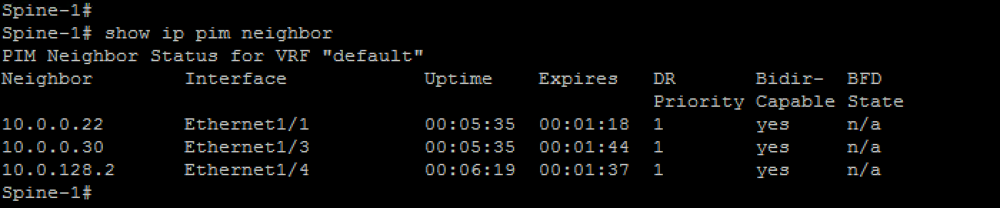 Spine-1#
Spine-1# show ip pim neighbor
PIM Neighbor Status for VRF "default"
Neighbor        Interface            Uptime    Expires   DR       Bidir-  BFD
                                                         Priority Capable State
10.0.0.22       Ethernet1/1          00:05:35  00:01:18  1        yes     n/a
10.0.0.30       Ethernet1/3          00:05:35  00:01:44  1        yes     n/a
10.0.128.2      Ethernet1/4          00:06:19  00:01:37  1        yes     n/a
Spine-1#